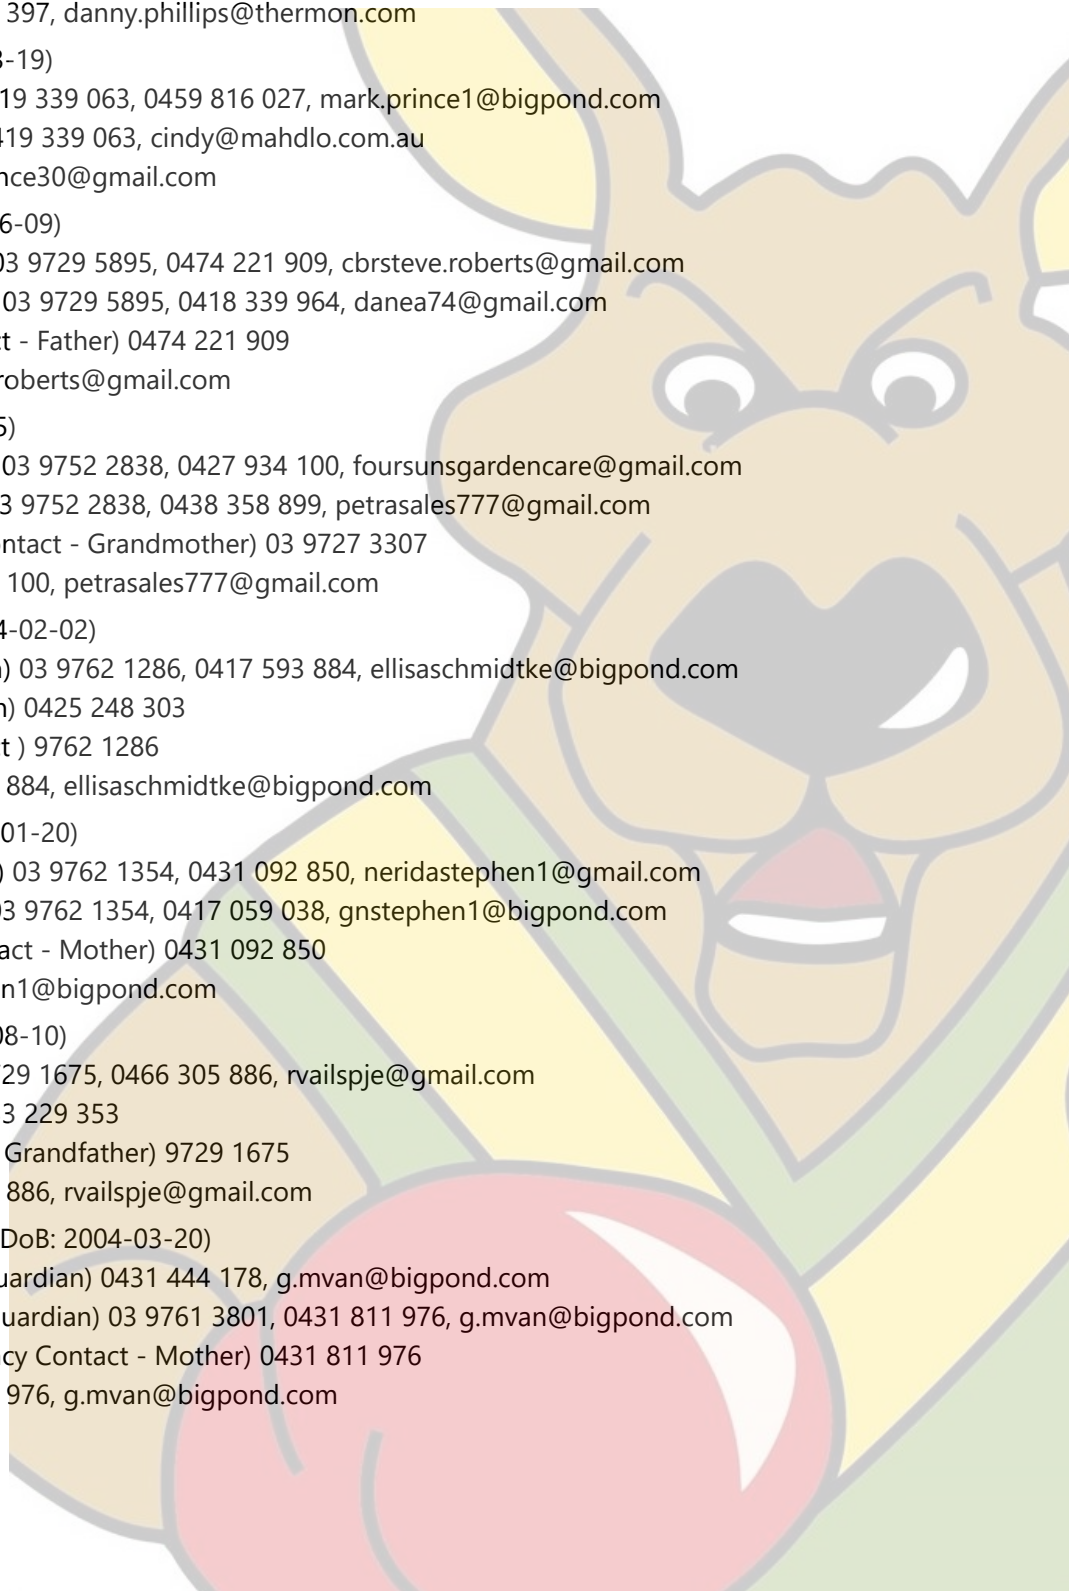 397, danny.phillips@thermon.com
-19)
19 339 063, 0459 816 027, mark.prince1@bigpond.com
419 339 063, cindy@mahdlo.com.au
nce30@gmail.com
6-09)
03 9729 5895, 0474 221 909, cbrsteve.roberts@gmail.com
03 9729 5895, 0418 339 964, danea74@gmail.com
ct - Father) 0474 221 909
roberts@gmail.com
5)
03 9752 2838, 0427 934 100, foursunsgardencare@gmail.com
3 9752 2838, 0438 358 899, petrasales777@gmail.com
ntact - Grandmother) 03 9727 3307
100, petrasales777@gmail.com
4-02-02)
) 03 9762 1286, 0417 593 884, ellisaschmidtke@bigpond.com
n) 0425 248 303
t ) 9762 1286
884, ellisaschmidtke@bigpond.com
01-20)
) 03 9762 1354, 0431 092 850, neridastephen1@gmail.com
03 9762 1354, 0417 059 038, gnstephen1@bigpond.com
act - Mother) 0431 092 850
n1@bigpond.com
08-10)
29 1675, 0466 305 886, rvailspje@gmail.com
3 229 353
Grandfather) 9729 1675
886, rvailspje@gmail.com
DoB: 2004-03-20)
uardian) 0431 444 178, g.mvan@bigpond.com
uardian) 03 9761 3801, 0431 811 976, g.mvan@bigpond.com
cy Contact - Mother) 0431 811 976
976, g.mvan@bigpond.com